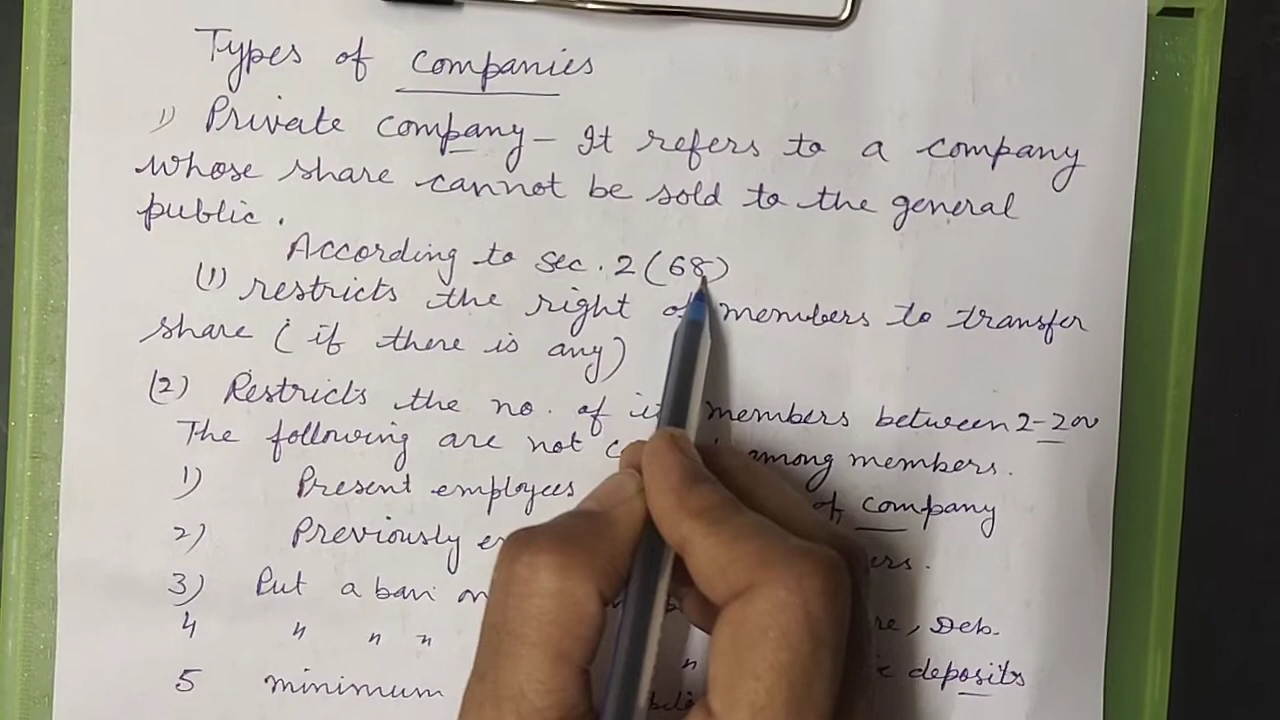 Types of companies
1) Private company - It refers to a company
whose share cannot be sold to the general
public.
According to sec. 2(68)
(1) restricts the right of members to transfer
share (if there is any)
(2) Restricts the no. of its members between 2-200
The following are not among members.
1) Present employees of company
2) Previously
3) Put a ban on
4 " " " , Deb.
5 minimum " deposits